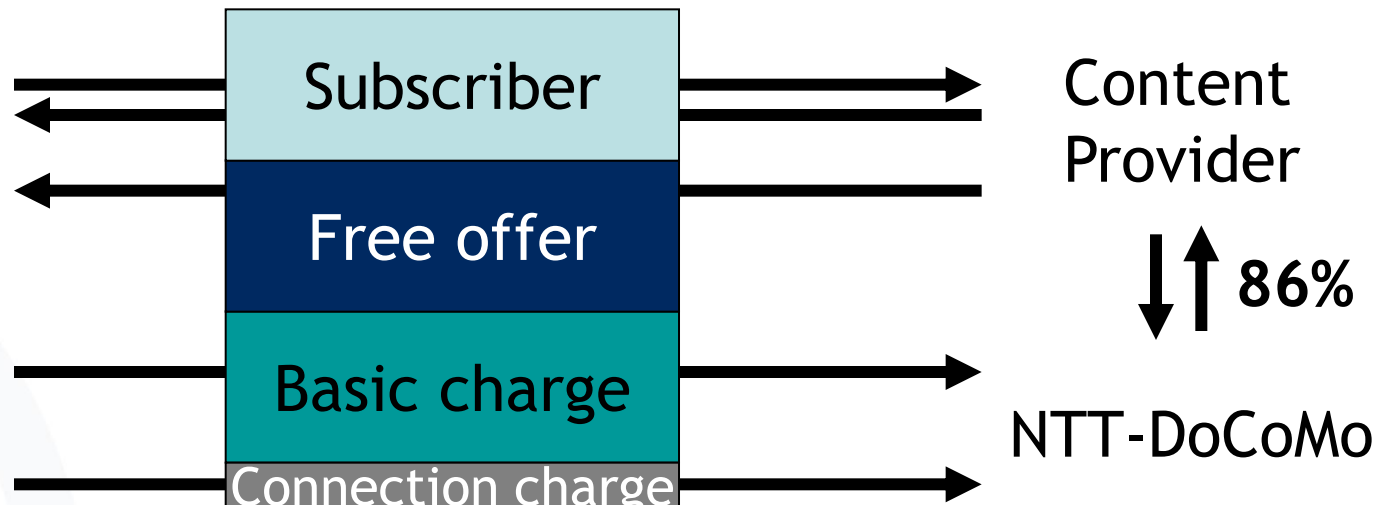 Subscriber
Content
Provider
Free offer
86%
Basic charge
NTT-DoCoMo
Connection charge